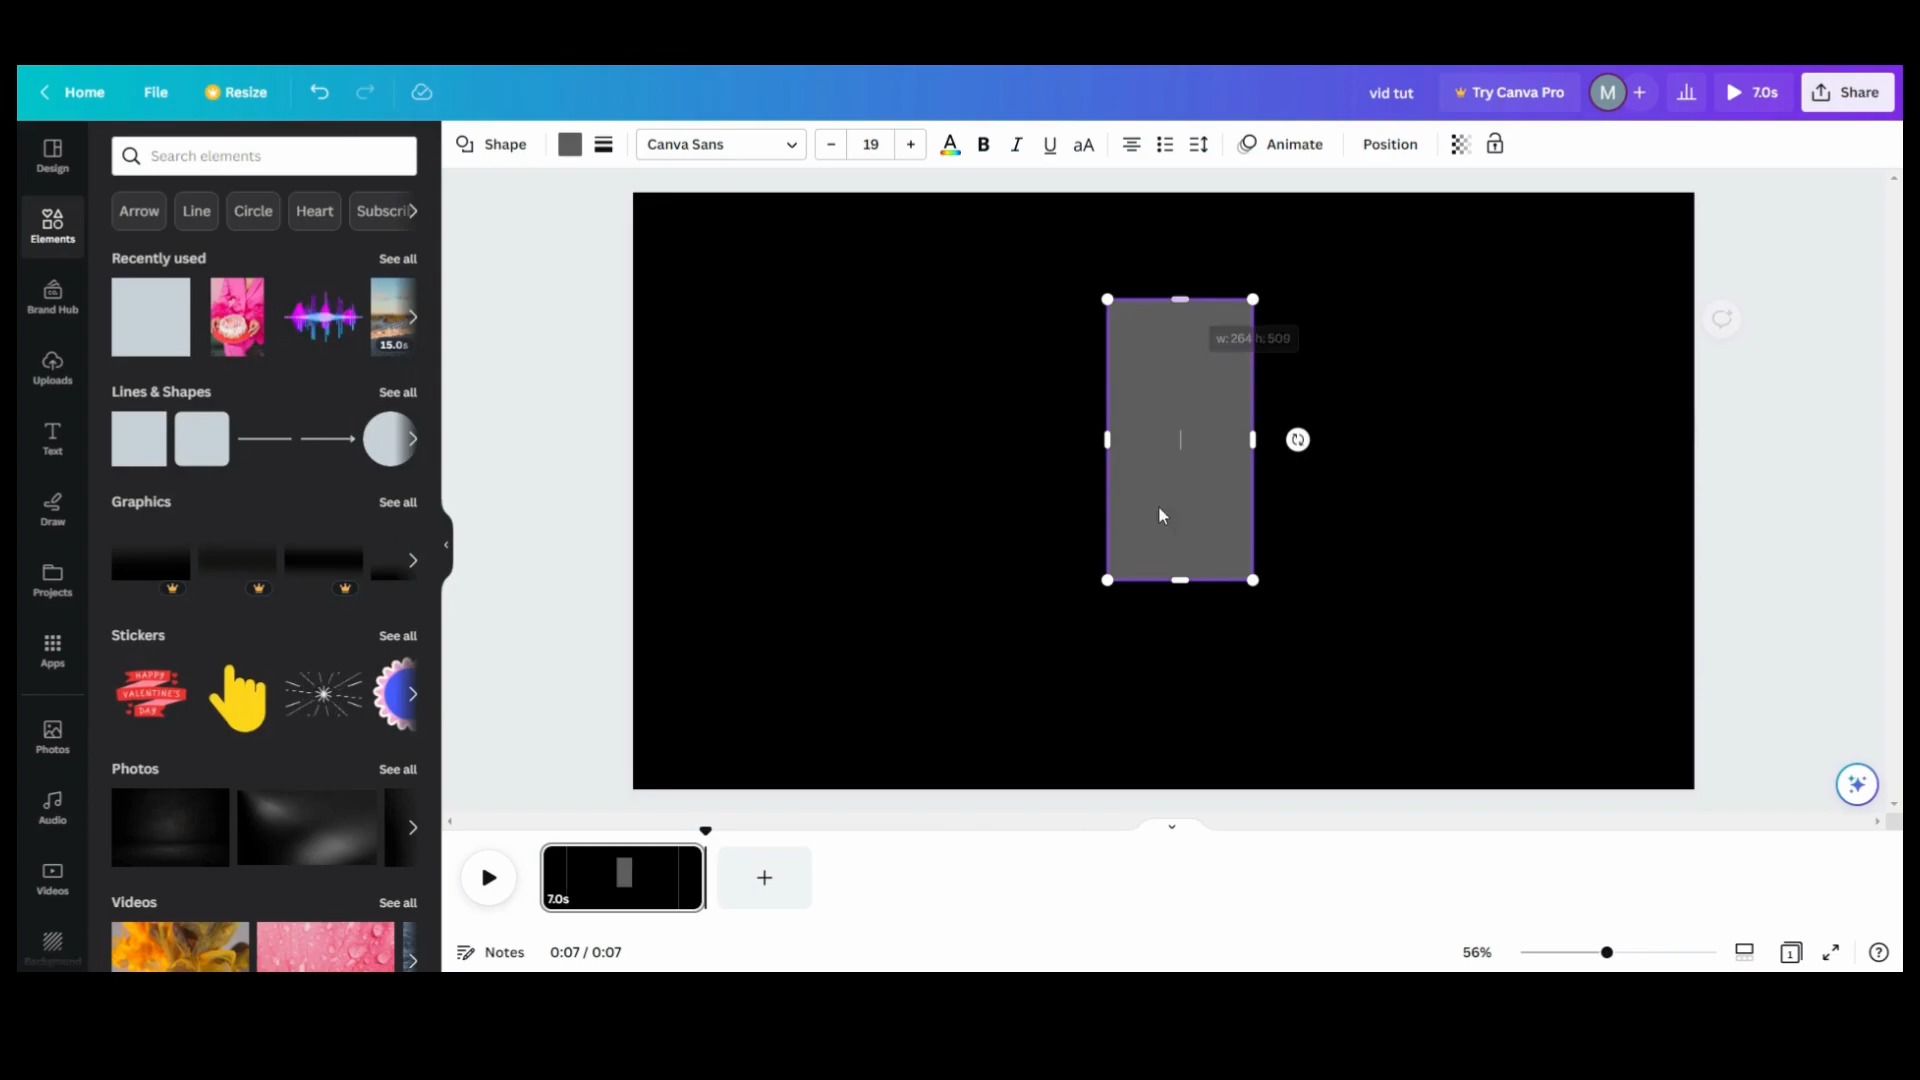 Home File Resize vid tut Try Canva Pro M + 7.0s Share
Shape Canva Sans − 19 + A B I U aA Animate Position
Design
Elements
Brand Hub
Uploads
Text
Draw
Projects
Apps
Photos
Audio
Videos
Background
Search elements
Arrow Line Circle Heart Subscri
Recently used See all
15.0s
Lines & Shapes See all
Graphics See all
Stickers See all
HAPPY
VALENTINE'S
DAY
Photos See all
Videos See all
w: 264 h: 509
7.0s
+
Notes 0:07 / 0:07 56% 1 ?